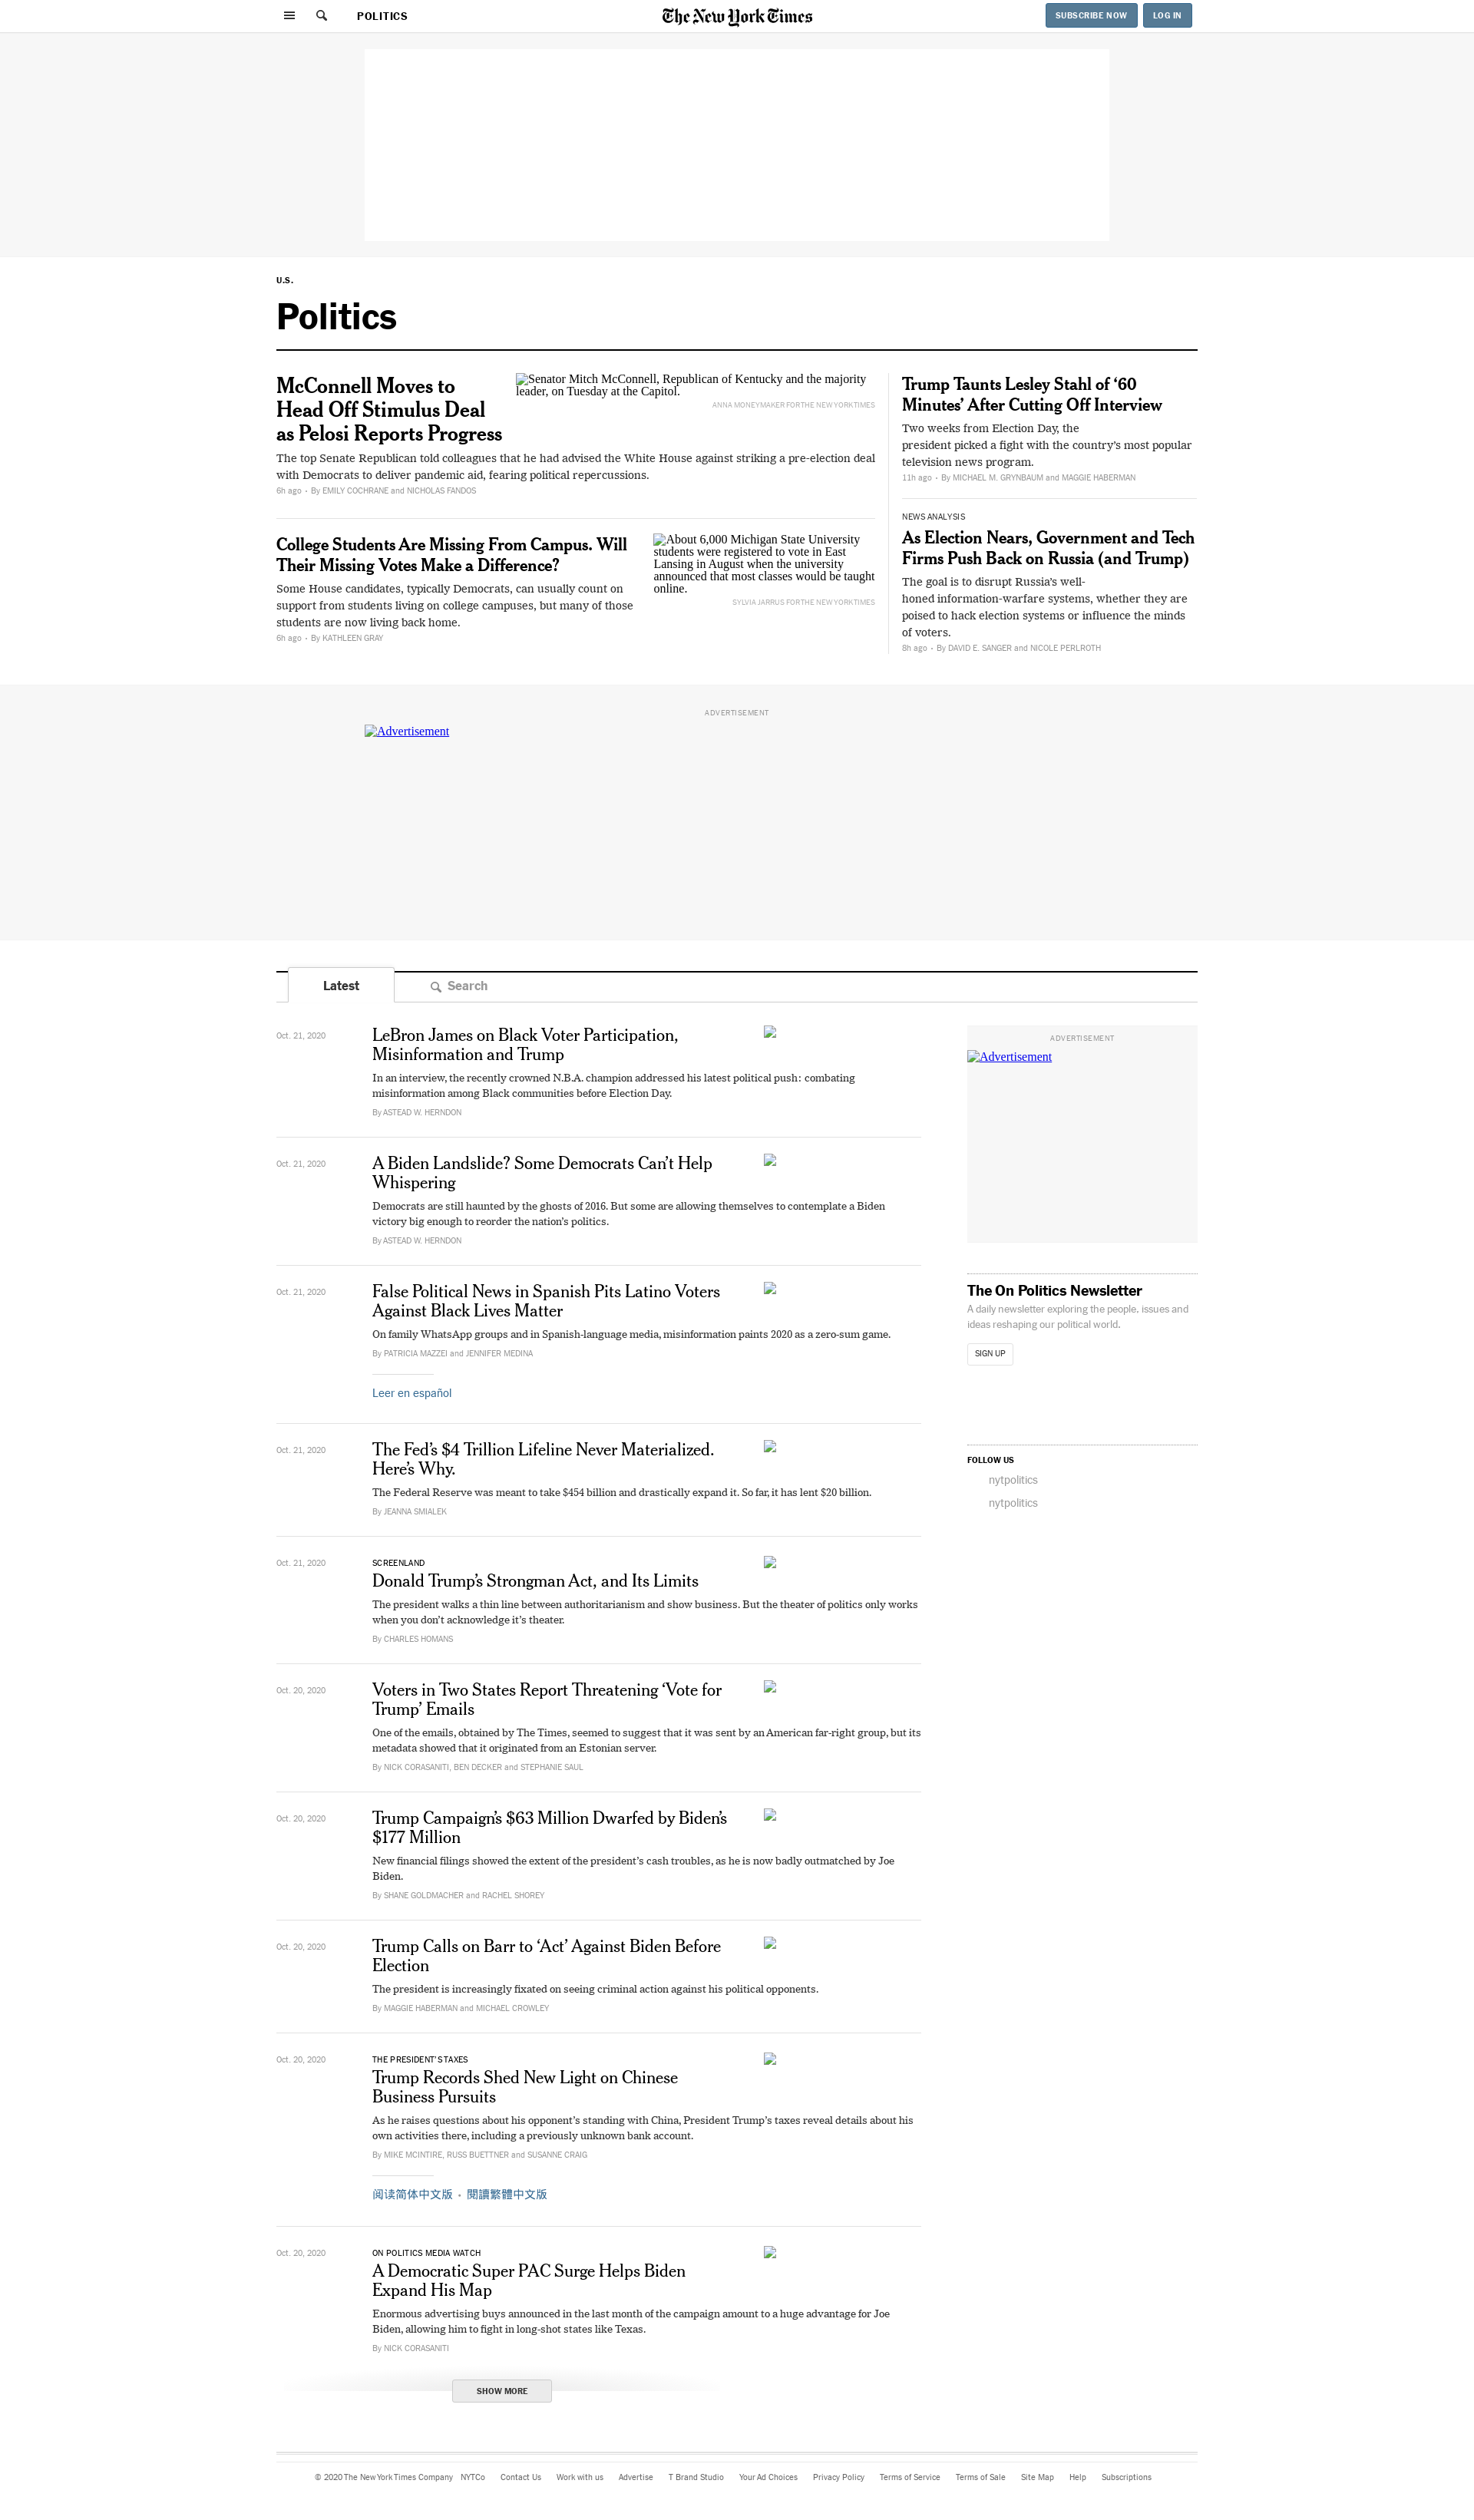 POLITICS
The New York Times
SUBSCRIBE NOW
LOG IN
U.S.
Politics
McConnell Moves to
Head Off Stimulus Deal
as Pelosi Reports Progress
Senator Mitch McConnell, Republican of Kentucky and the majority
leader, on Tuesday at the Capitol.
ANNA MONEYMAKER FOR THE NEW YORK TIMES
The top Senate Republican told colleagues that he had advised the White House against striking a pre-election deal
with Democrats to deliver pandemic aid, fearing political repercussions.
6h ago • By EMILY COCHRANE and NICHOLAS FANDOS
College Students Are Missing From Campus. Will
Their Missing Votes Make a Difference?
Some House candidates, typically Democrats, can usually count on
support from students living on college campuses, but many of those
students are now living back home.
6h ago • By KATHLEEN GRAY
About 6,000 Michigan State University
students were registered to vote in East
Lansing in August when the university
announced that most classes would be taught
online.
SYLVIA JARRUS FOR THE NEW YORK TIMES
Trump Taunts Lesley Stahl of ‘60
Minutes’ After Cutting Off Interview
Two weeks from Election Day, the
president picked a fight with the country’s most popular
television news program.
11h ago • By MICHAEL M. GRYNBAUM and MAGGIE HABERMAN
NEWS ANALYSIS
As Election Nears, Government and Tech
Firms Push Back on Russia (and Trump)
The goal is to disrupt Russia’s well-
honed information-warfare systems, whether they are
poised to hack election systems or influence the minds
of voters.
8h ago • By DAVID E. SANGER and NICOLE PERLROTH
ADVERTISEMENT
Advertisement
Latest
Search
Oct. 21, 2020
LeBron James on Black Voter Participation,
Misinformation and Trump
In an interview, the recently crowned N.B.A. champion addressed his latest political push: combating
misinformation among Black communities before Election Day.
By ASTEAD W. HERNDON
Oct. 21, 2020
A Biden Landslide? Some Democrats Can’t Help
Whispering
Democrats are still haunted by the ghosts of 2016. But some are allowing themselves to contemplate a Biden
victory big enough to reorder the nation’s politics.
By ASTEAD W. HERNDON
Oct. 21, 2020
False Political News in Spanish Pits Latino Voters
Against Black Lives Matter
On family WhatsApp groups and in Spanish-language media, misinformation paints 2020 as a zero-sum game.
By PATRICIA MAZZEI and JENNIFER MEDINA
Leer en español
Oct. 21, 2020
The Fed’s $4 Trillion Lifeline Never Materialized.
Here’s Why.
The Federal Reserve was meant to take $454 billion and drastically expand it. So far, it has lent $20 billion.
By JEANNA SMIALEK
Oct. 21, 2020
SCREENLAND
Donald Trump’s Strongman Act, and Its Limits
The president walks a thin line between authoritarianism and show business. But the theater of politics only works
when you don’t acknowledge it’s theater.
By CHARLES HOMANS
Oct. 20, 2020
Voters in Two States Report Threatening ‘Vote for
Trump’ Emails
One of the emails, obtained by The Times, seemed to suggest that it was sent by an American far-right group, but its
metadata showed that it originated from an Estonian server.
By NICK CORASANITI, BEN DECKER and STEPHANIE SAUL
Oct. 20, 2020
Trump Campaign’s $63 Million Dwarfed by Biden’s
$177 Million
New financial filings showed the extent of the president’s cash troubles, as he is now badly outmatched by Joe
Biden.
By SHANE GOLDMACHER and RACHEL SHOREY
Oct. 20, 2020
Trump Calls on Barr to ‘Act’ Against Biden Before
Election
The president is increasingly fixated on seeing criminal action against his political opponents.
By MAGGIE HABERMAN and MICHAEL CROWLEY
Oct. 20, 2020
THE PRESIDENT’S TAXES
Trump Records Shed New Light on Chinese
Business Pursuits
As he raises questions about his opponent’s standing with China, President Trump’s taxes reveal details about his
own activities there, including a previously unknown bank account.
By MIKE MCINTIRE, RUSS BUETTNER and SUSANNE CRAIG
阅读简体中文版 • 閱讀繁體中文版
Oct. 20, 2020
ON POLITICS MEDIA WATCH
A Democratic Super PAC Surge Helps Biden
Expand His Map
Enormous advertising buys announced in the last month of the campaign amount to a huge advantage for Joe
Biden, allowing him to fight in long-shot states like Texas.
By NICK CORASANITI
SHOW MORE
ADVERTISEMENT
Advertisement
The On Politics Newsletter
A daily newsletter exploring the people, issues and
ideas reshaping our political world.
SIGN UP
FOLLOW US
nytpolitics
nytpolitics
© 2020 The New York Times Company NYTCo Contact Us Work with us Advertise T Brand Studio Your Ad Choices Privacy Policy Terms of Service Terms of Sale Site Map Help Subscriptions